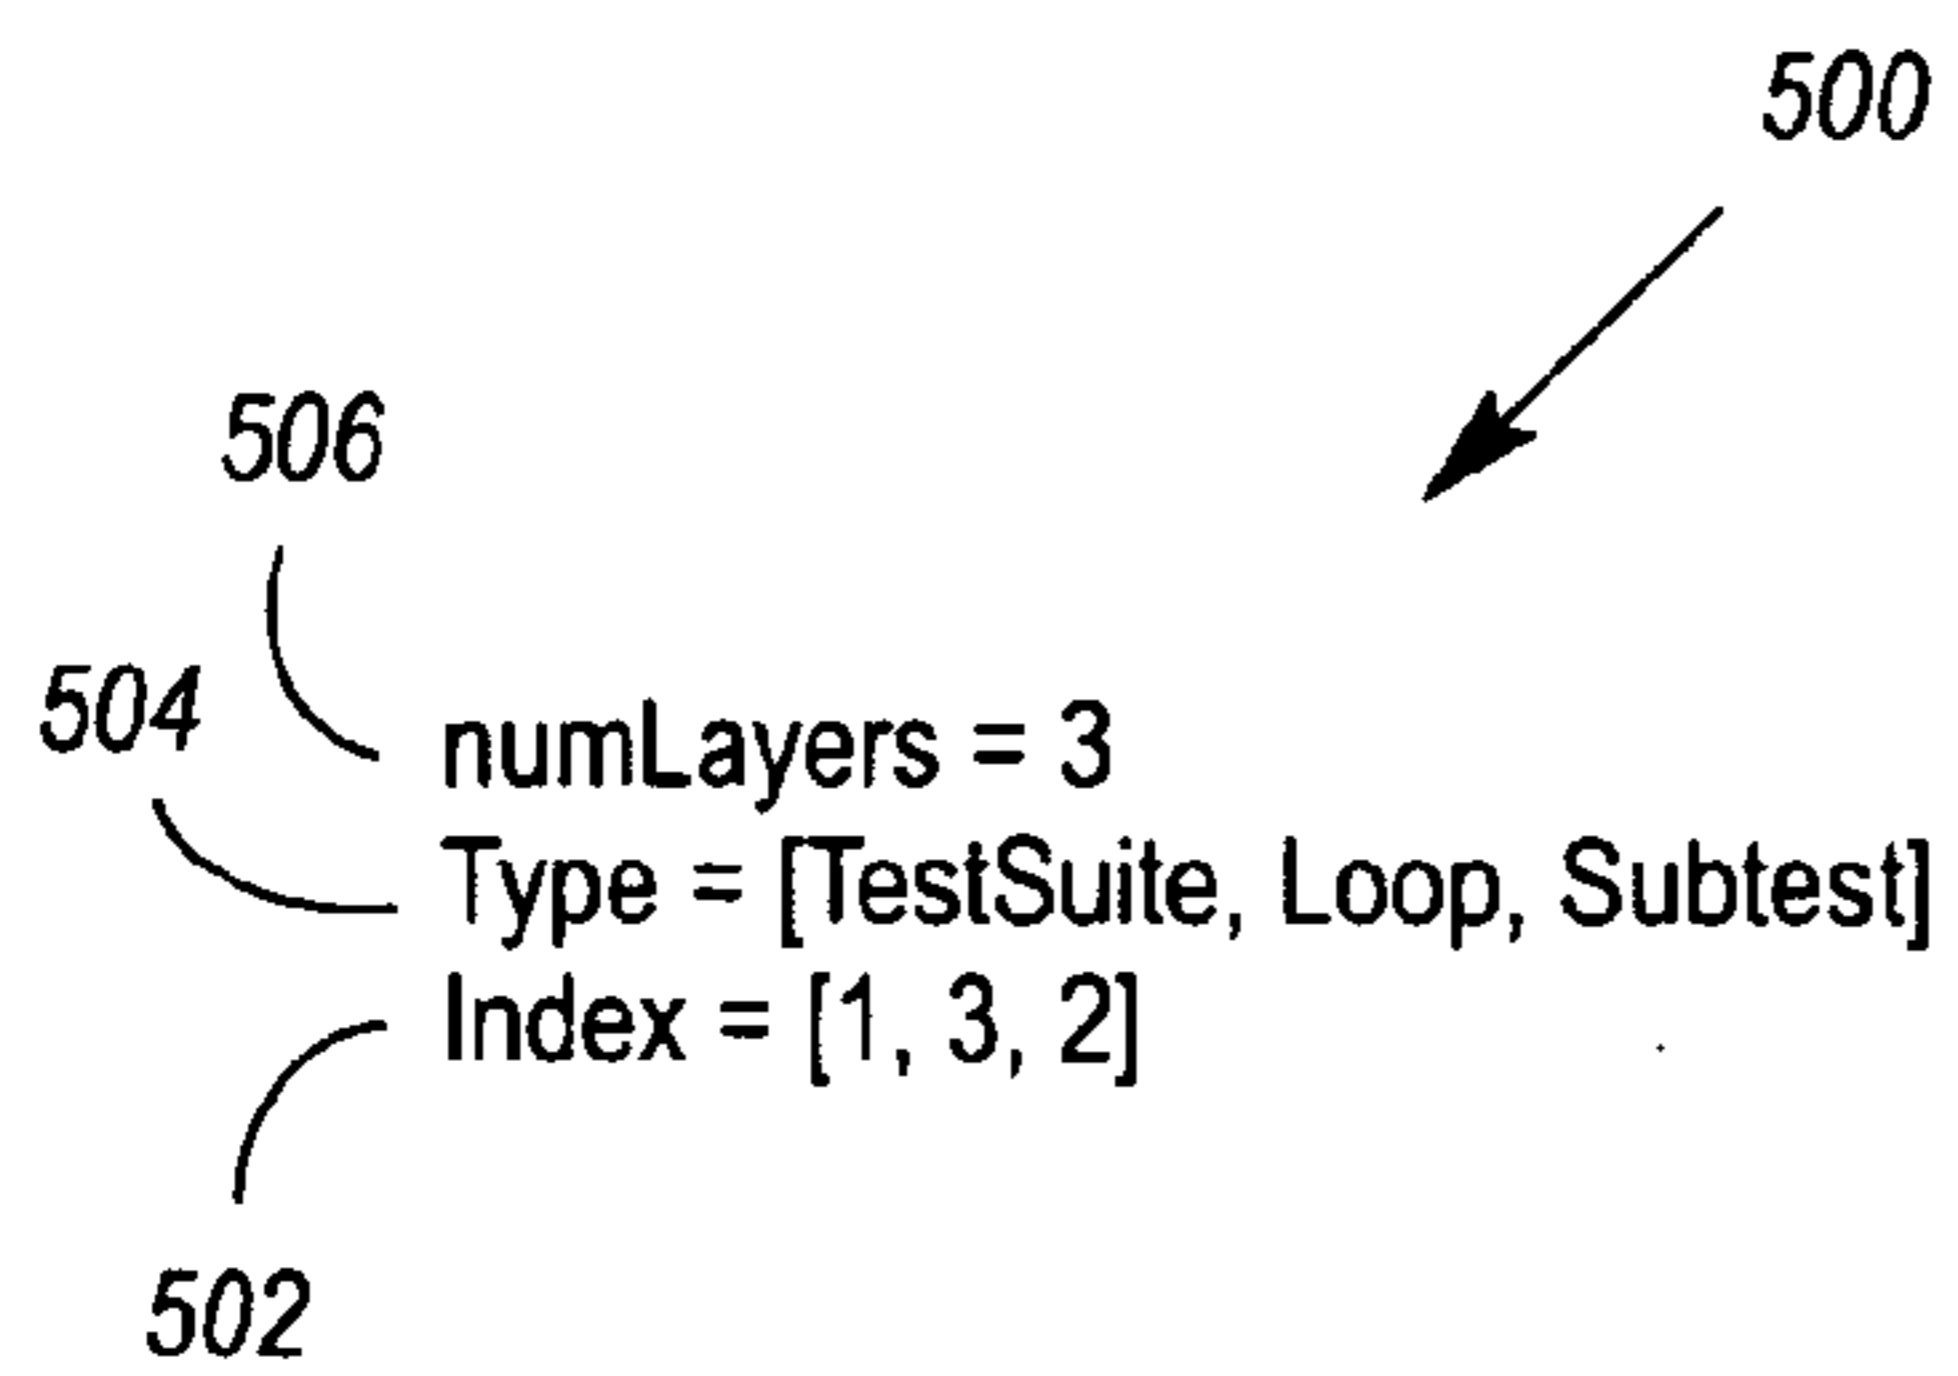 500
506
504
numLayers = 3
Type = [TestSuite, Loop, Subtest]
Index = [1, 3, 2]
502